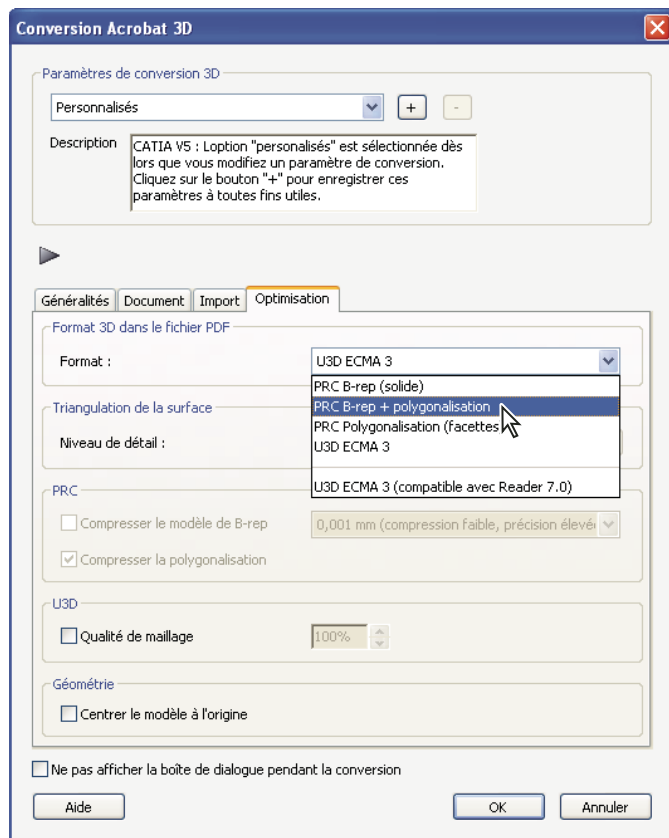 Conversion Acrobat 3D
Paramètres de conversion 3D
Personnalisés
+
-
Description
CATIA V5 : Loption "personalisés" est sélectionnée dès
lors que vous modifiez un paramètre de conversion.
Cliquez sur le bouton "+" pour enregistrer ces
paramètres à toutes fins utiles.
Généralités Document Import Optimisation
Format 3D dans le fichier PDF
Format : U3D ECMA 3
PRC B-rep (solide)
PRC B-rep + polygonalisation
PRC Polygonalisation (facettes
U3D ECMA 3
U3D ECMA 3 (compatible avec Reader 7.0)
Triangulation de la surface
Niveau de détail :
PRC
Compresser le modèle de B-rep 0,001 mm (compression faible, précision élevé
Compresser la polygonalisation
U3D
Qualité de maillage 100%
Géométrie
Centrer le modèle à l'origine
Ne pas afficher la boîte de dialogue pendant la conversion
Aide OK Annuler